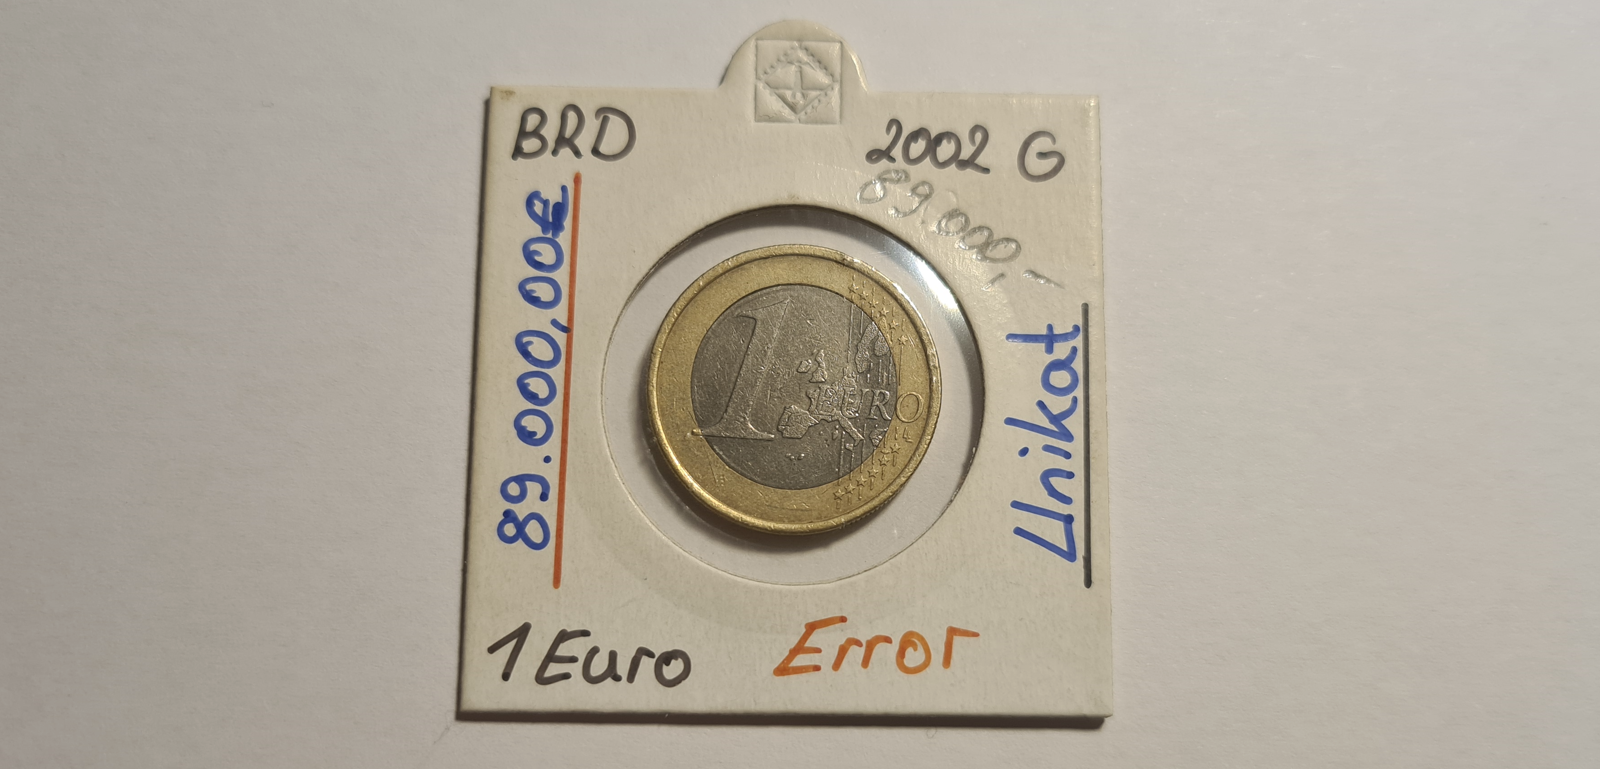 BRD
2002 G
89.000,-
89.000,00€
Unikat
1
EURO
1 Euro
Error